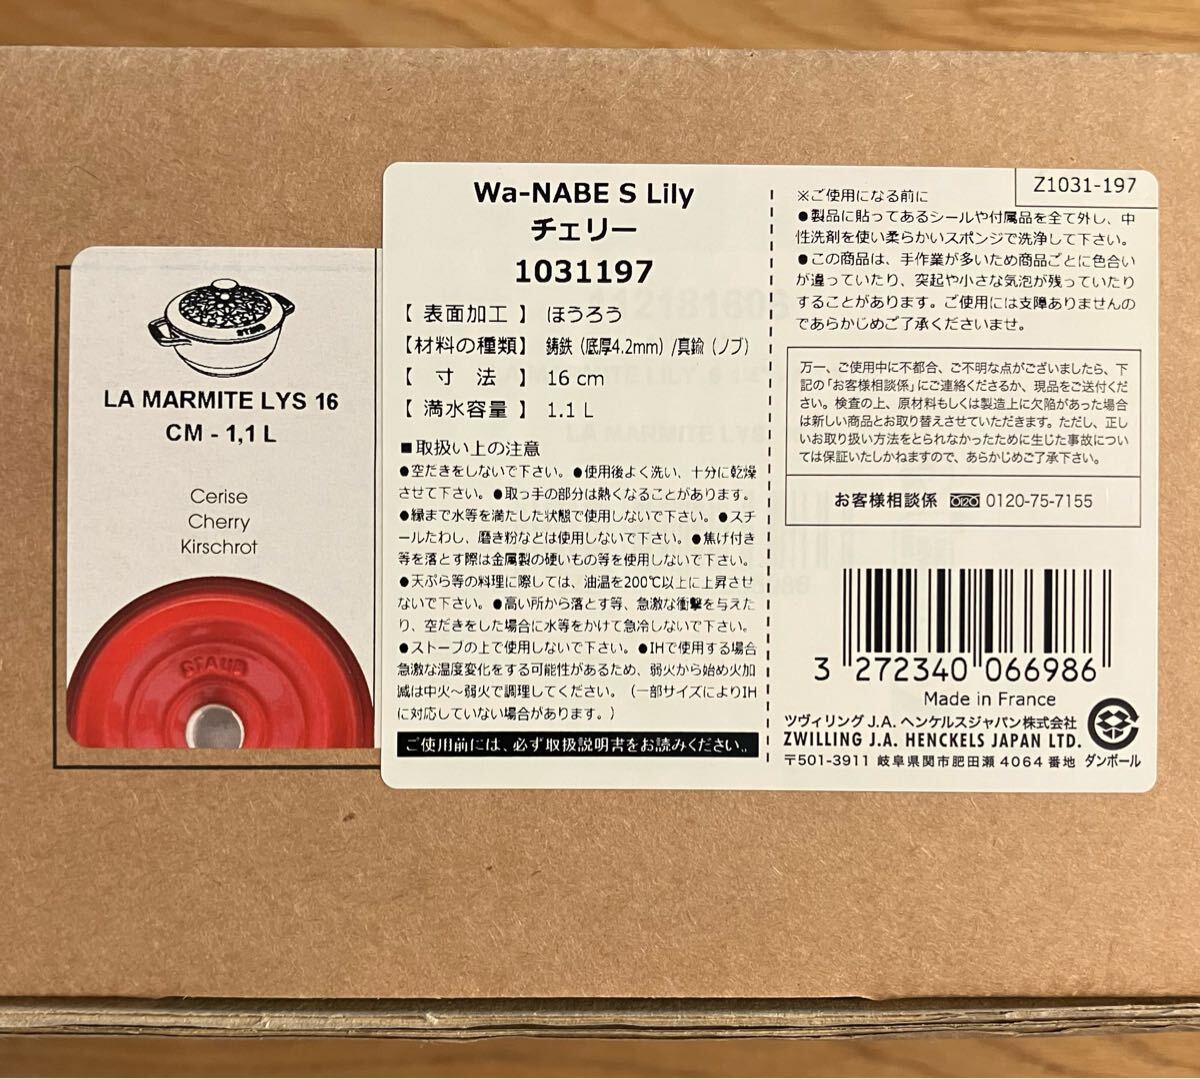 STAUB
LA MARMITE LYS 16
CM - 1,1 L
Cerise
Cherry
Kirschrot
STAUB
Wa-NABE S Lily
チェリー
1031197
【 表面加工 】 ほうろう
【材料の種類】 鋳鉄（底厚4.2mm）/真鍮（ノブ）
【 寸 法 】 16 cm
【 満水容量 】 1.1 L
■取扱い上の注意
●空だきをしないで下さい。●使用後よく洗い、十分に乾燥
させて下さい。●取っ手の部分は熱くなることがあります。
●縁まで水等を満たした状態で使用しないで下さい。●スチ
ールたわし、磨き粉などは使用しないで下さい。●焦げ付き
等を落とす際は金属製の硬いもの等を使用しないで下さい。
●天ぷら等の料理に際しては、油温を200℃以上に上昇させ
ないで下さい。●高い所から落とす等、急激な衝撃を与えた
り、空だきをした場合に水等をかけて急冷しないで下さい。
●ストーブの上で使用しないで下さい。●IHで使用する場合
急激な温度変化をする可能性があるため、弱火から始め火加
減は中火〜弱火で調理してください。（一部サイズによりIH
に対応していない場合があります。）
ご使用前には、必ず取扱説明書をお読みください。
Z1031-197
※ご使用になる前に
●製品に貼ってあるシールや付属品を全て外し、中
性洗剤を使い柔らかいスポンジで洗浄して下さい。
●この商品は、手作業が多いため商品ごとに色合い
が違っていたり、突起や小さな気泡が残っていたり
することがあります。ご使用には支障ありませんの
であらかじめご了承くださいませ。
万一、ご使用中に不都合、ご不明な点がございましたら、下
記の「お客様相談係」にご連絡くださるか、現品をご送付くだ
さい。検査の上、原材料もしくは製造上に欠陥があった場合
は新しい商品とお取り替えさせていただきます。ただし、正し
いお取り扱い方法をとられなかったために生じた事故につい
ては保証いたしかねますので、あらかじめご了承下さい。
お客様相談係 0120-75-7155
3 272340 066986
Made in France
ツヴィリング J.A. ヘンケルスジャパン株式会社
ZWILLING J.A. HENCKELS JAPAN LTD.
〒501-3911 岐阜県関市肥田瀬 4064 番地 ダンボール